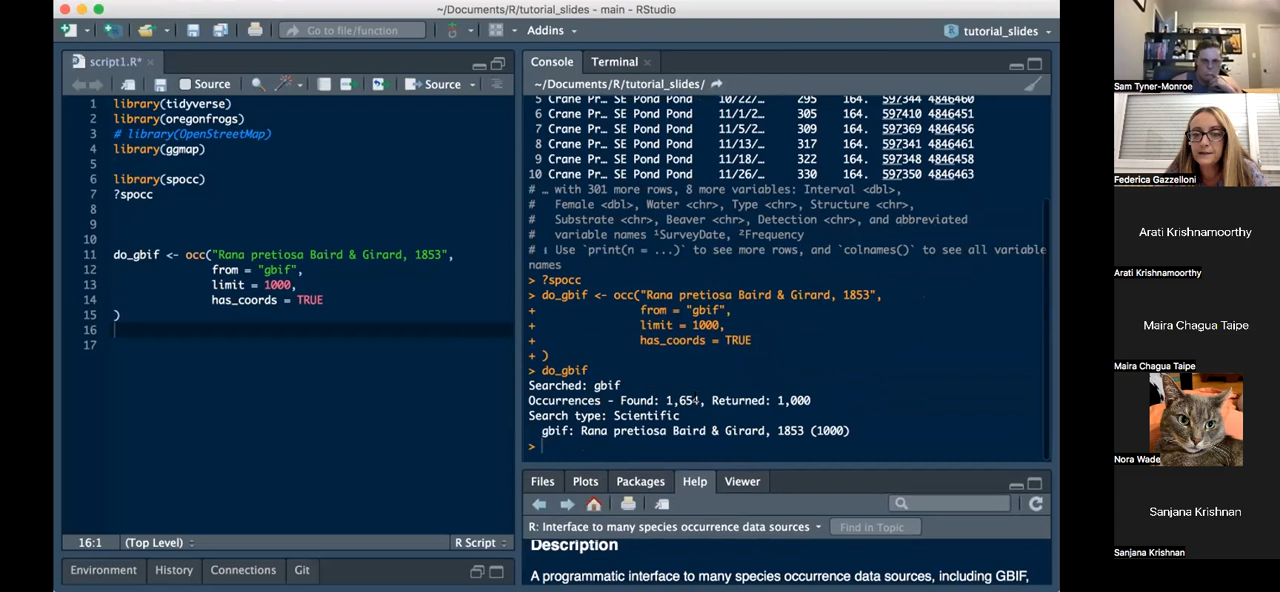 ~/Documents/R/tutorial_slides - main - RStudio
Go to file/function
Addins
tutorial_slides
script1.R*
Source
Source
1 library(tidyverse)
2 library(oregonfrogs)
3 # library(OpenStreetMap)
4 library(ggmap)
5
6 library(spocc)
7 ?spocc
8
9
10
11 do_gbif <- occ("Rana pretiosa Baird & Girard, 1853",
12 from = "gbif",
13 limit = 1000,
14 has_coords = TRUE
15 )
16
17
16:1 (Top Level) R Script
Environment History Connections Git
Console Terminal
~/Documents/R/tutorial_slides/
5 Crane Pr… SE Pond Pond 10/22/… 295 164. 597344 4846460
6 Crane Pr… SE Pond Pond 11/1/2… 305 164. 597410 4846451
7 Crane Pr… SE Pond Pond 11/5/2… 309 164. 597369 4846456
8 Crane Pr… SE Pond Pond 11/13/… 317 164. 597341 4846461
9 Crane Pr… SE Pond Pond 11/18/… 322 164. 597348 4846458
10 Crane Pr… SE Pond Pond 11/26/… 330 164. 597350 4846463
# … with 301 more rows, 8 more variables: Interval <dbl>,
# Female <dbl>, Water <chr>, Type <chr>, Structure <chr>,
# Substrate <chr>, Beaver <chr>, Detection <chr>, and abbreviated
# variable names ¹SurveyDate, ²Frequency
# ℹ Use `print(n = ...)` to see more rows, and `colnames()` to see all variable
names
> ?spocc
> do_gbif <- occ("Rana pretiosa Baird & Girard, 1853",
+ from = "gbif",
+ limit = 1000,
+ has_coords = TRUE
+ )
> do_gbif
Searched: gbif
Occurrences - Found: 1,654, Returned: 1,000
Search type: Scientific
gbif: Rana pretiosa Baird & Girard, 1853 (1000)
>
Files Plots Packages Help Viewer
R: Interface to many species occurrence data sources
Find in Topic
Description
A programmatic interface to many species occurrence data sources, including GBIF,
Sam Tyner-Monroe
Federica Gazzelloni
Arati Krishnamoorthy
Arati Krishnamoorthy
Maira Chagua Taipe
Maira Chagua Taipe
Nora Wade
Sanjana Krishnan
Sanjana Krishnan